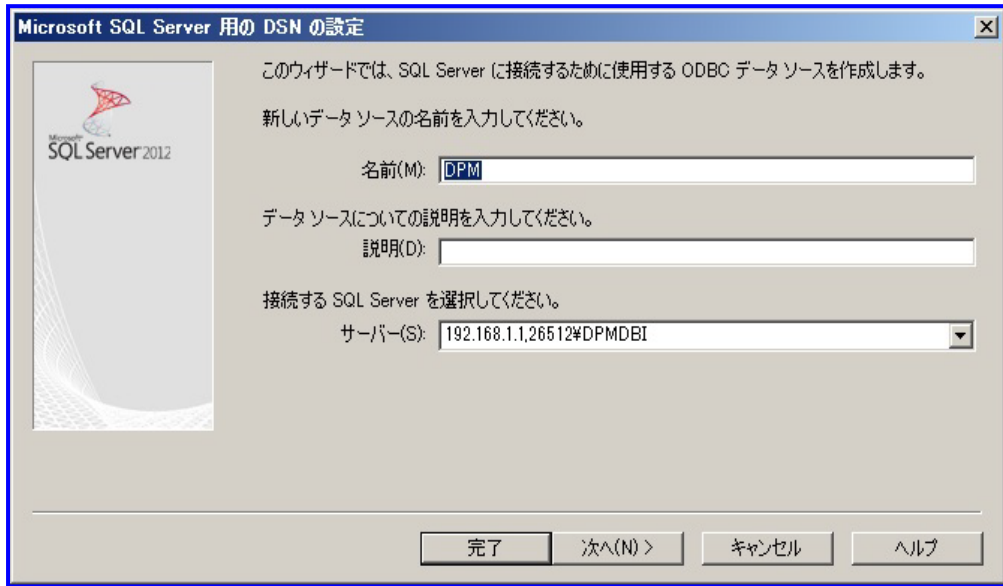 Microsoft SQL Server 用の DSN の設定
このウィザードでは、SQL Server に接続するために使用する ODBC データ ソースを作成します。
新しいデータ ソースの名前を入力してください。
Microsoft
SQL Server 2012
名前(M): DPM
データ ソースについての説明を入力してください。
説明(D):
接続する SQL Server を選択してください。
サーバー(S): 192.168.1.1,26512¥DPMDBI
完了
次へ(N) >
キャンセル
ヘルプ